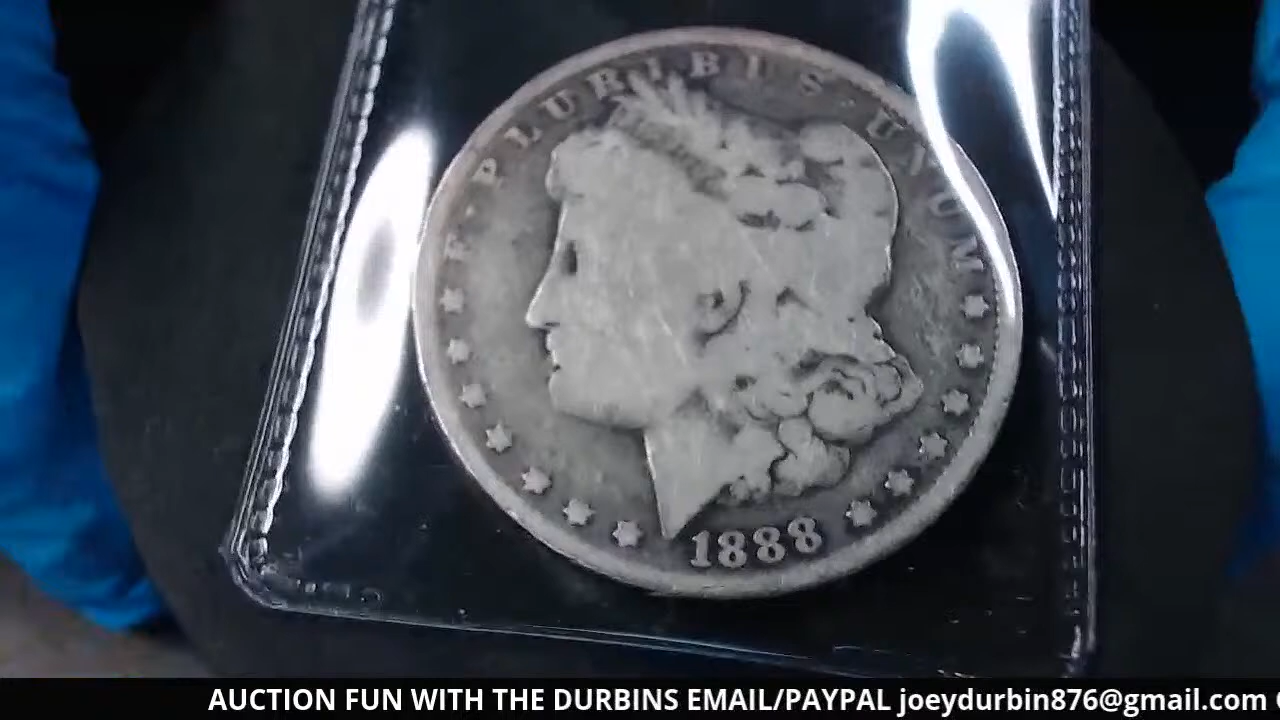 E · PLURIBUS · UNUM
1888
AUCTION FUN WITH THE DURBINS EMAIL/PAYPAL joeydurbin876@gmail.com